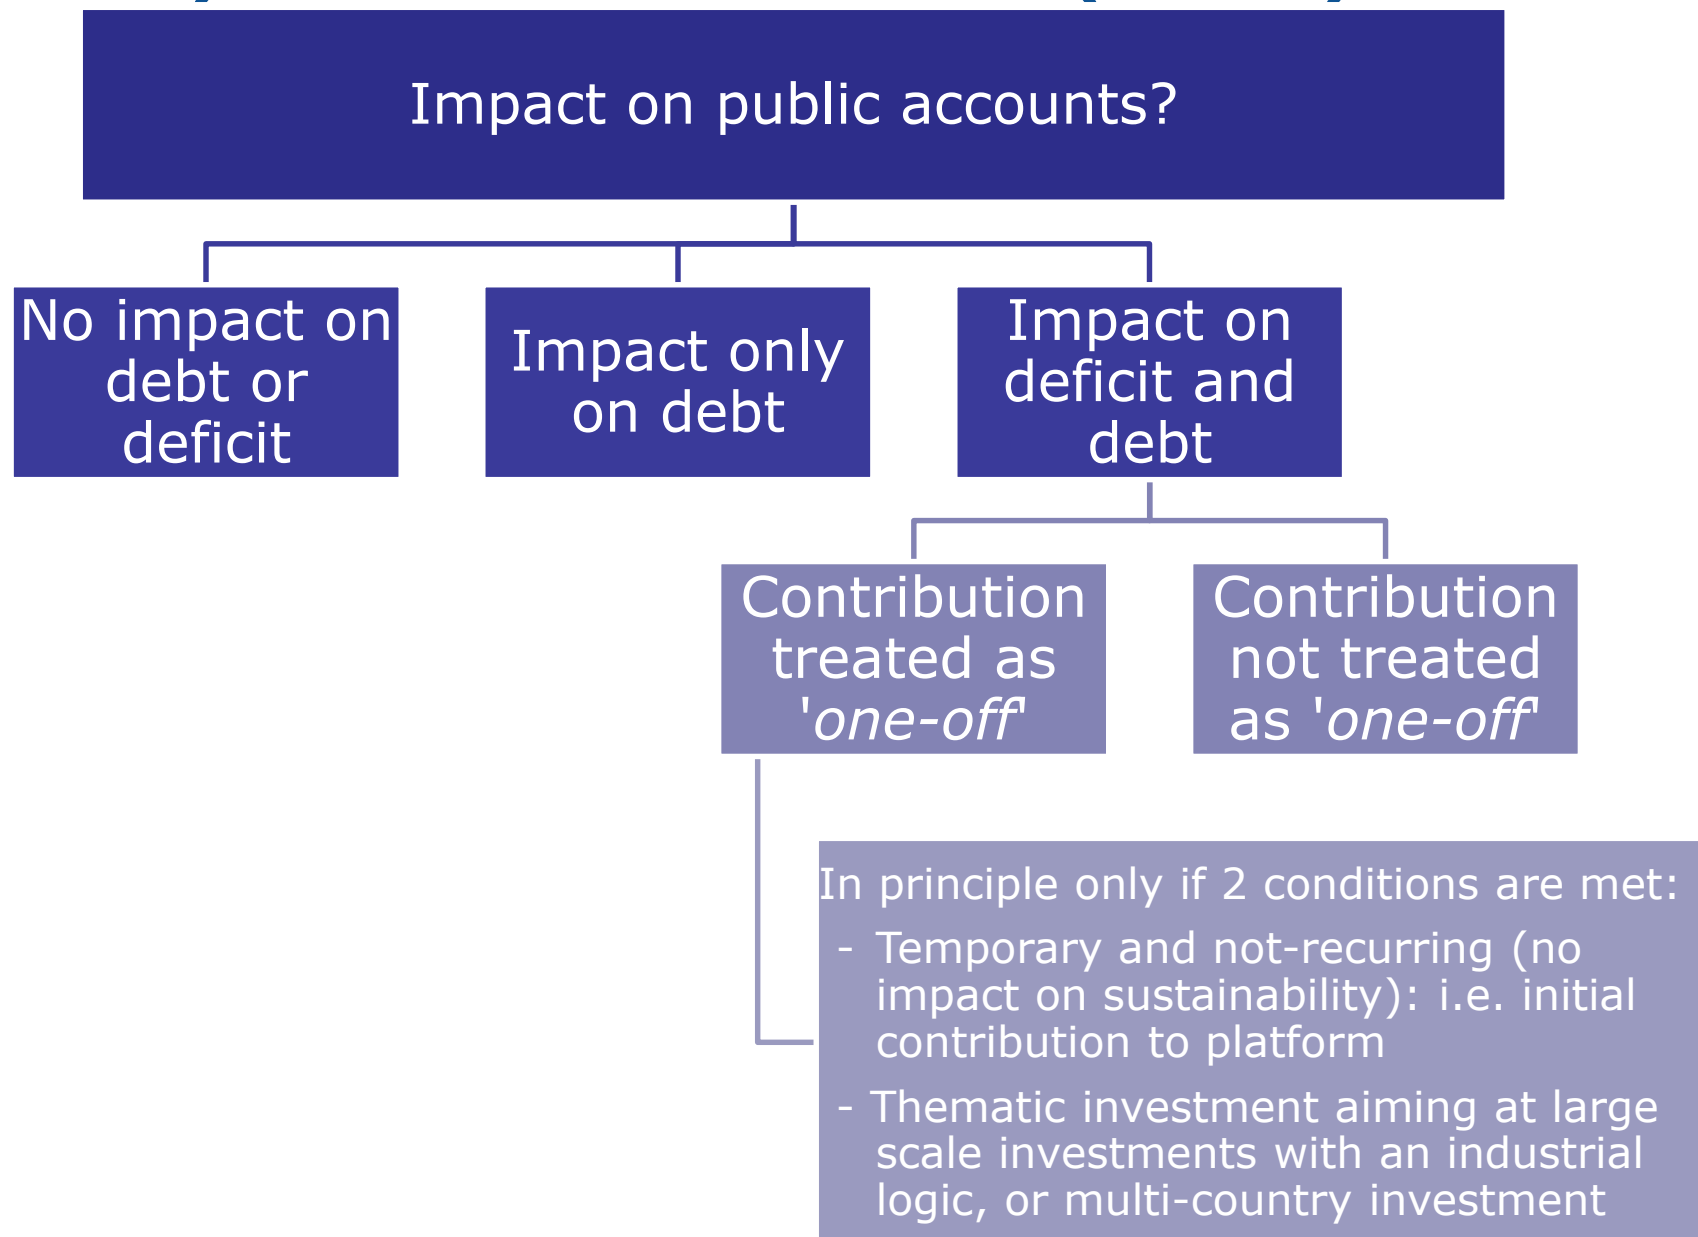 Impact on public accounts?
No impact on
debt or
deficit
Impact only
on debt
Impact on
deficit and
debt
Contribution
treated as
'one-off'
Contribution
not treated
as 'one-off'
In principle only if 2 conditions are met:
- Temporary and not-recurring (no
impact on sustainability): i.e. initial
contribution to platform
- Thematic investment aiming at large
scale investments with an industrial
logic, or multi-country investment